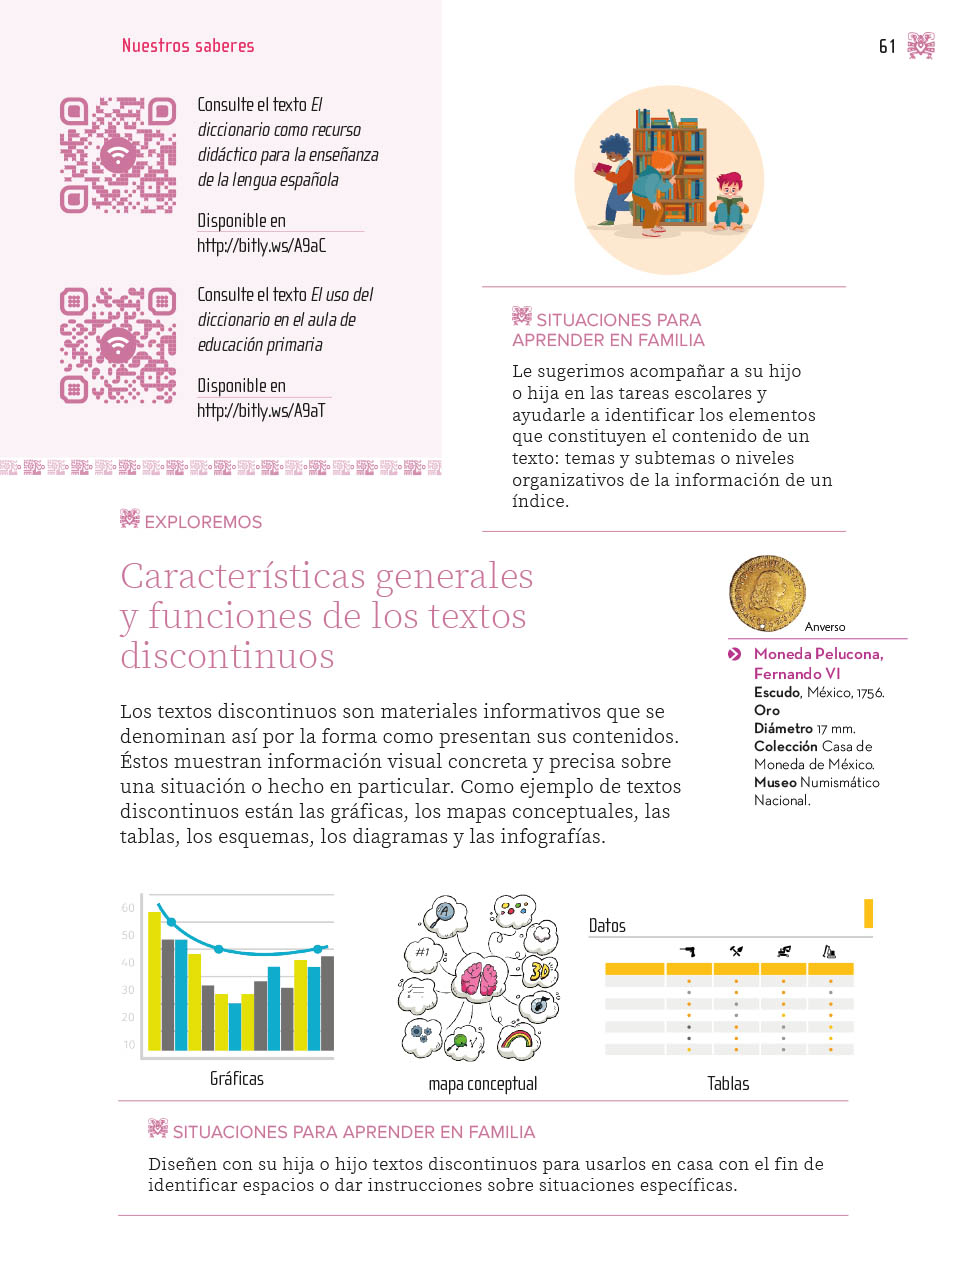 Nuestros saberes
61
Consulte el texto El
diccionario como recurso
didáctico para la enseñanza
de la lengua española
Disponible en
http://bitly.ws/A9aC
Consulte el texto El uso del
diccionario en el aula de
educación primaria
Disponible en
http://bitly.ws/A9aT
SITUACIONES PARA
APRENDER EN FAMILIA
Le sugerimos acompañar a su hijo
o hija en las tareas escolares y
ayudarle a identificar los elementos
que constituyen el contenido de un
texto: temas y subtemas o niveles
organizativos de la información de un
índice.
EXPLOREMOS
Características generales
y funciones de los textos
discontinuos
Los textos discontinuos son materiales informativos que se
denominan así por la forma como presentan sus contenidos.
Éstos muestran información visual concreta y precisa sobre
una situación o hecho en particular. Como ejemplo de textos
discontinuos están las gráficas, los mapas conceptuales, las
tablas, los esquemas, los diagramas y las infografías.
Anverso
Moneda Pelucona,
Fernando VI
Escudo, México, 1756.
Oro
Diámetro 17 mm.
Colección Casa de
Moneda de México.
Museo Numismático
Nacional.
60
50
40
30
20
10
Gráficas
A
#1
3D
mapa conceptual
Datos
Tablas
SITUACIONES PARA APRENDER EN FAMILIA
Diseñen con su hija o hijo textos discontinuos para usarlos en casa con el fin de
identificar espacios o dar instrucciones sobre situaciones específicas.